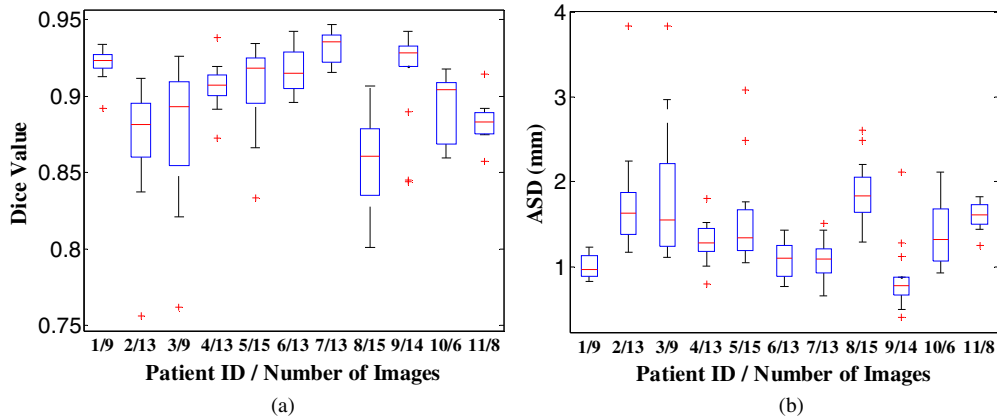 0.95
0.9
0.85
0.8
0.75
Dice Value
1/9 2/13 3/9 4/13 5/15 6/13 7/13 8/15 9/14 10/6 11/8
Patient ID / Number of Images
(a)
4
3
2
1
ASD (mm)
1/9 2/13 3/9 4/13 5/15 6/13 7/13 8/15 9/14 10/6 11/8
Patient ID / Number of Images
(b)